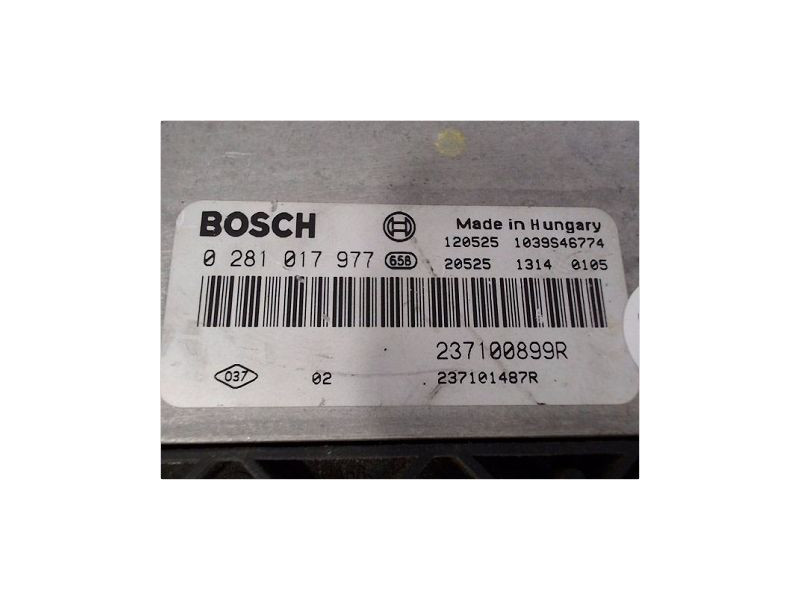 BOSCH
Made in Hungary
120525 1039S46774
0 281 017 977 658
20525 1314 0105
237100899R
037 02 237101487R